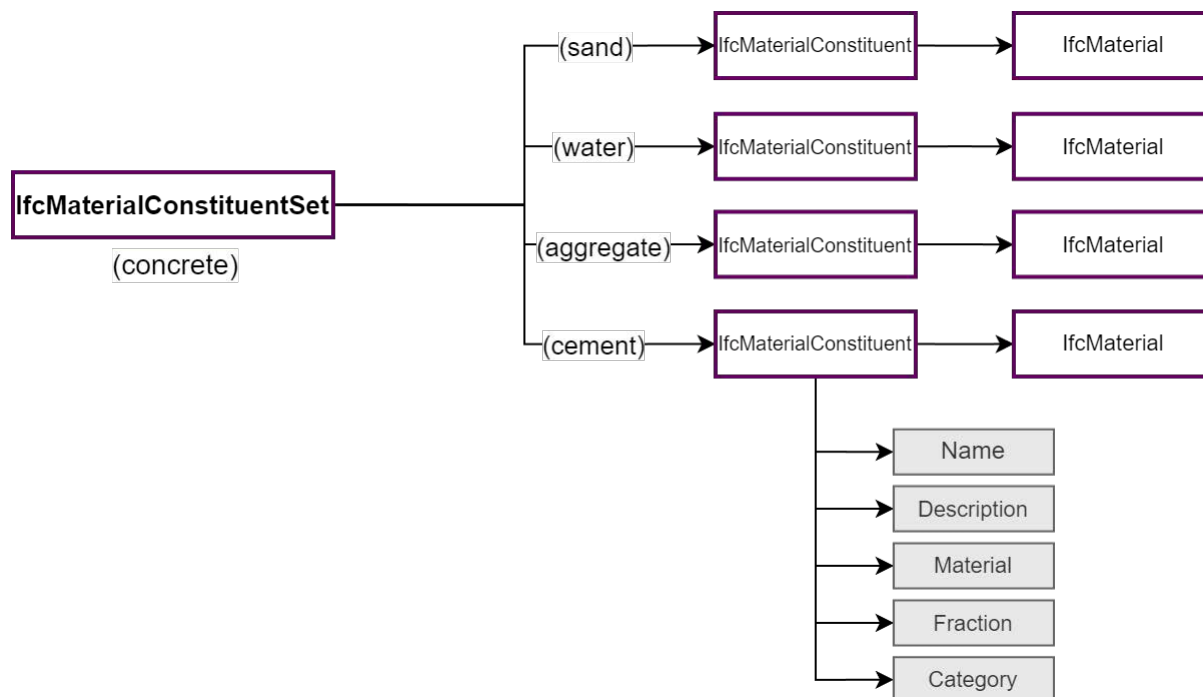 (sand)
IfcMaterialConstituent
IfcMaterial
(water)
IfcMaterialConstituent
IfcMaterial
IfcMaterialConstituentSet
(concrete)
(aggregate)
IfcMaterialConstituent
IfcMaterial
(cement)
IfcMaterialConstituent
IfcMaterial
Name
Description
Material
Fraction
Category